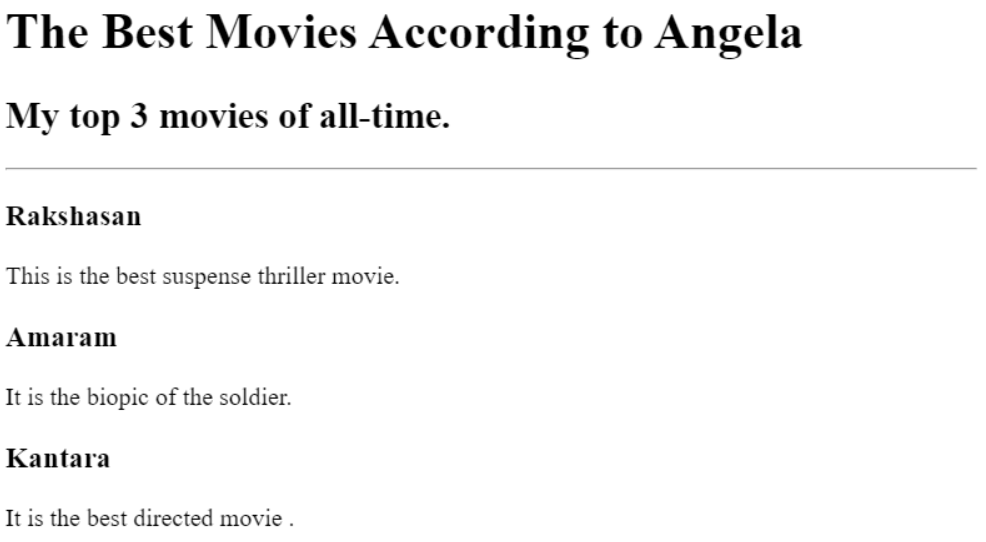 The Best Movies According to Angela
My top 3 movies of all-time.
Rakshasan
This is the best suspense thriller movie.
Amaram
It is the biopic of the soldier.
Kantara
It is the best directed movie .